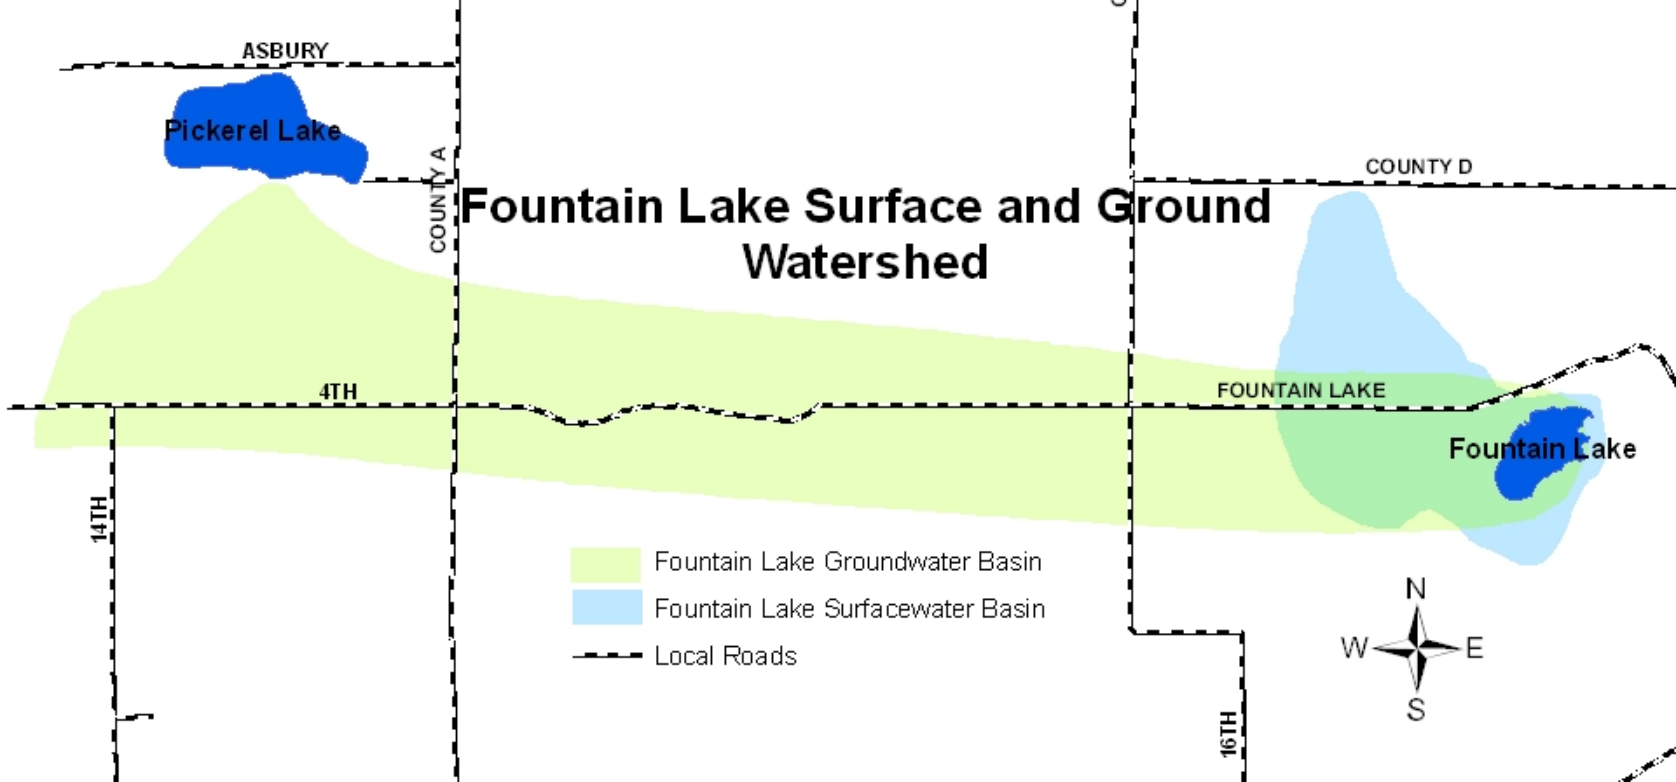 ASBURY
Pickerel Lake
COUNTY A
COUNTY D
Fountain Lake Surface and Ground
Watershed
4TH
FOUNTAIN LAKE
Fountain Lake
14TH
Fountain Lake Groundwater Basin
Fountain Lake Surfacewater Basin
Local Roads
N
W
E
S
16TH